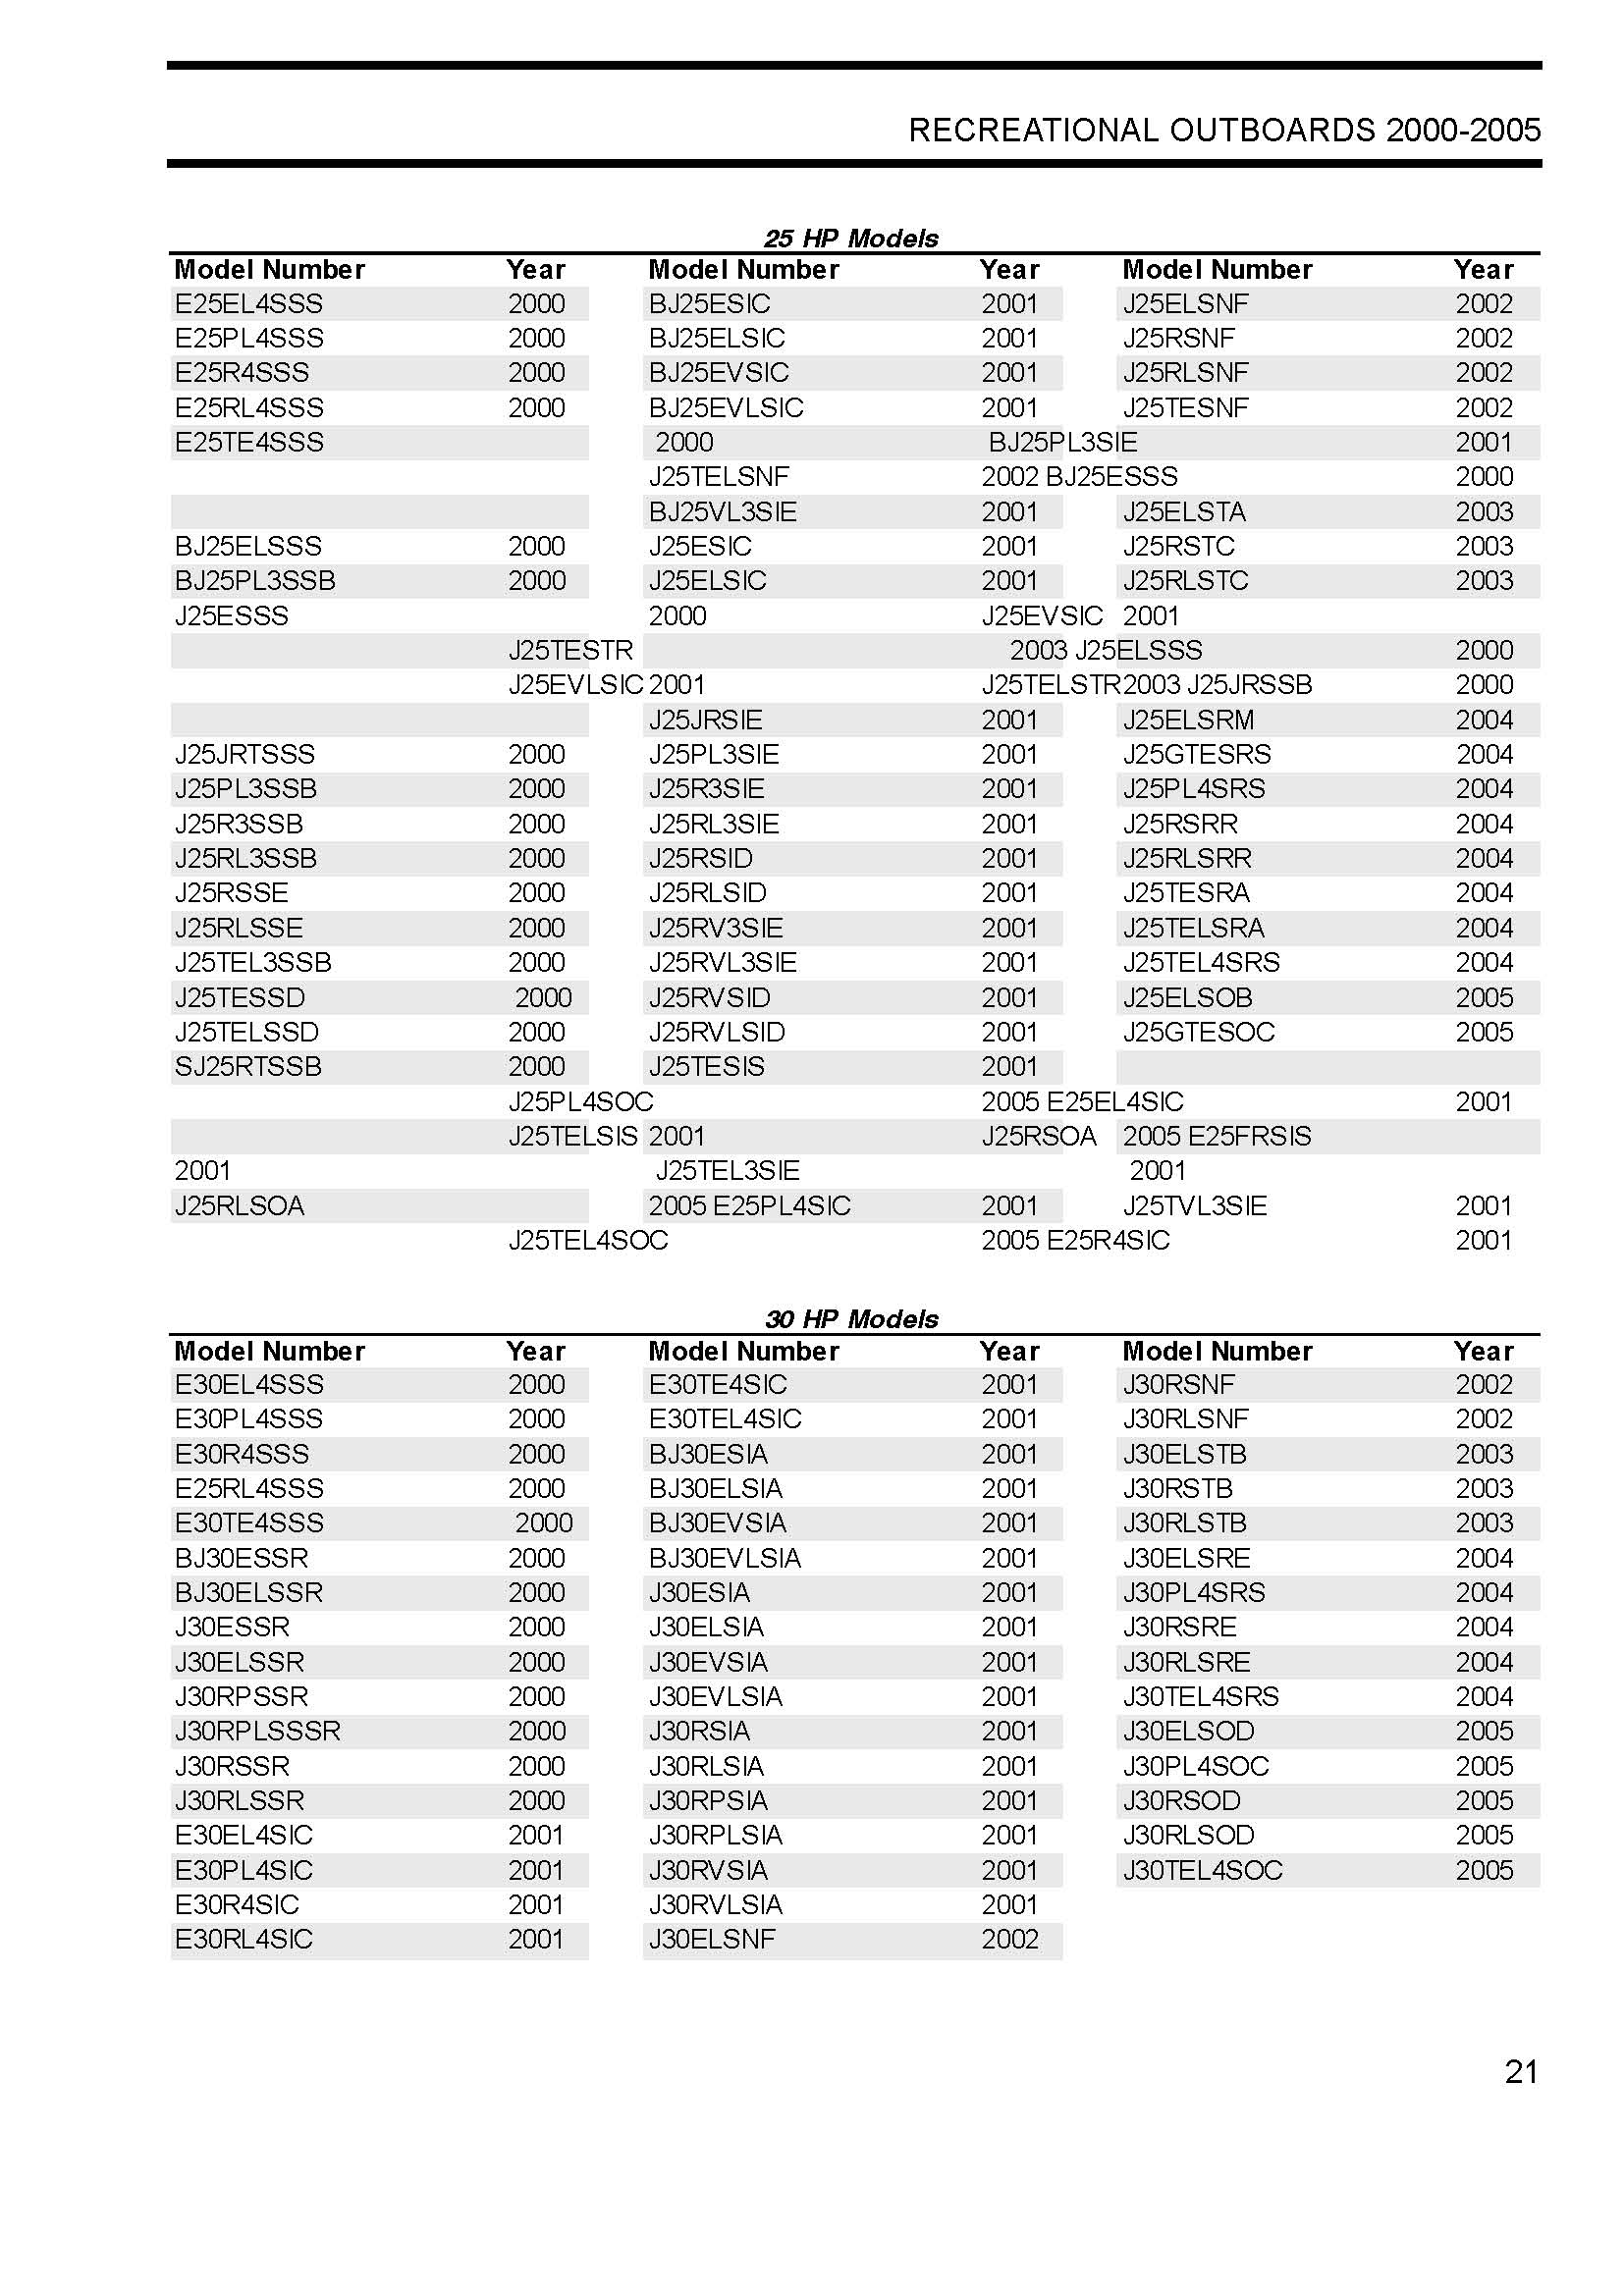 RECREATIONAL OUTBOARDS 2000-2005
25 HP Models
Model Number Year Model Number Year Model Number Year
E25EL4SSS 2000 BJ25ESIC 2001 J25ELSNF 2002
E25PL4SSS 2000 BJ25ELSIC 2001 J25RSNF 2002
E25R4SSS 2000 BJ25EVSIC 2001 J25RLSNF 2002
E25RL4SSS 2000 BJ25EVLSIC 2001 J25TESNF 2002
E25TE4SSS 2000 BJ25PL3SIE 2001
J25TELSNF 2002 BJ25ESSS 2000
BJ25VL3SIE 2001 J25ELSTA 2003
BJ25ELSSS 2000 J25ESIC 2001 J25RSTC 2003
BJ25PL3SSB 2000 J25ELSIC 2001 J25RLSTC 2003
J25ESSS 2000 J25EVSIC 2001
J25TESTR 2003 J25ELSSS 2000
J25EVLSIC 2001 J25TELSTR 2003 J25JRSSB 2000
J25JRSIE 2001 J25ELSRM 2004
J25JRTSSS 2000 J25PL3SIE 2001 J25GTESRS 2004
J25PL3SSB 2000 J25R3SIE 2001 J25PL4SRS 2004
J25R3SSB 2000 J25RL3SIE 2001 J25RSRR 2004
J25RL3SSB 2000 J25RSID 2001 J25RLSRR 2004
J25RSSE 2000 J25RLSID 2001 J25TESRA 2004
J25RLSSE 2000 J25RV3SIE 2001 J25TELSRA 2004
J25TEL3SSB 2000 J25RVL3SIE 2001 J25TEL4SRS 2004
J25TESSD 2000 J25RVSID 2001 J25ELSOB 2005
J25TELSSD 2000 J25RVLSID 2001 J25GTESOC 2005
SJ25RTSSB 2000 J25TESIS 2001
J25PL4SOC 2005 E25EL4SIC 2001
J25TELSIS 2001 J25RSOA 2005 E25FRSIS
2001 J25TEL3SIE 2001
J25RLSOA 2005 E25PL4SIC 2001 J25TVL3SIE 2001
J25TEL4SOC 2005 E25R4SIC 2001
30 HP Models
Model Number Year Model Number Year Model Number Year
E30EL4SSS 2000 E30TE4SIC 2001 J30RSNF 2002
E30PL4SSS 2000 E30TEL4SIC 2001 J30RLSNF 2002
E30R4SSS 2000 BJ30ESIA 2001 J30ELSTB 2003
E25RL4SSS 2000 BJ30ELSIA 2001 J30RSTB 2003
E30TE4SSS 2000 BJ30EVSIA 2001 J30RLSTB 2003
BJ30ESSR 2000 BJ30EVLSIA 2001 J30ELSRE 2004
BJ30ELSSR 2000 J30ESIA 2001 J30PL4SRS 2004
J30ESSR 2000 J30ELSIA 2001 J30RSRE 2004
J30ELSSR 2000 J30EVSIA 2001 J30RLSRE 2004
J30RPSSR 2000 J30EVLSIA 2001 J30TEL4SRS 2004
J30RPLSSSR 2000 J30RSIA 2001 J30ELSOD 2005
J30RSSR 2000 J30RLSIA 2001 J30PL4SOC 2005
J30RLSSR 2000 J30RPSIA 2001 J30RSOD 2005
E30EL4SIC 2001 J30RPLSIA 2001 J30RLSOD 2005
E30PL4SIC 2001 J30RVSIA 2001 J30TEL4SOC 2005
E30R4SIC 2001 J30RVLSIA 2001
E30RL4SIC 2001 J30ELSNF 2002
21